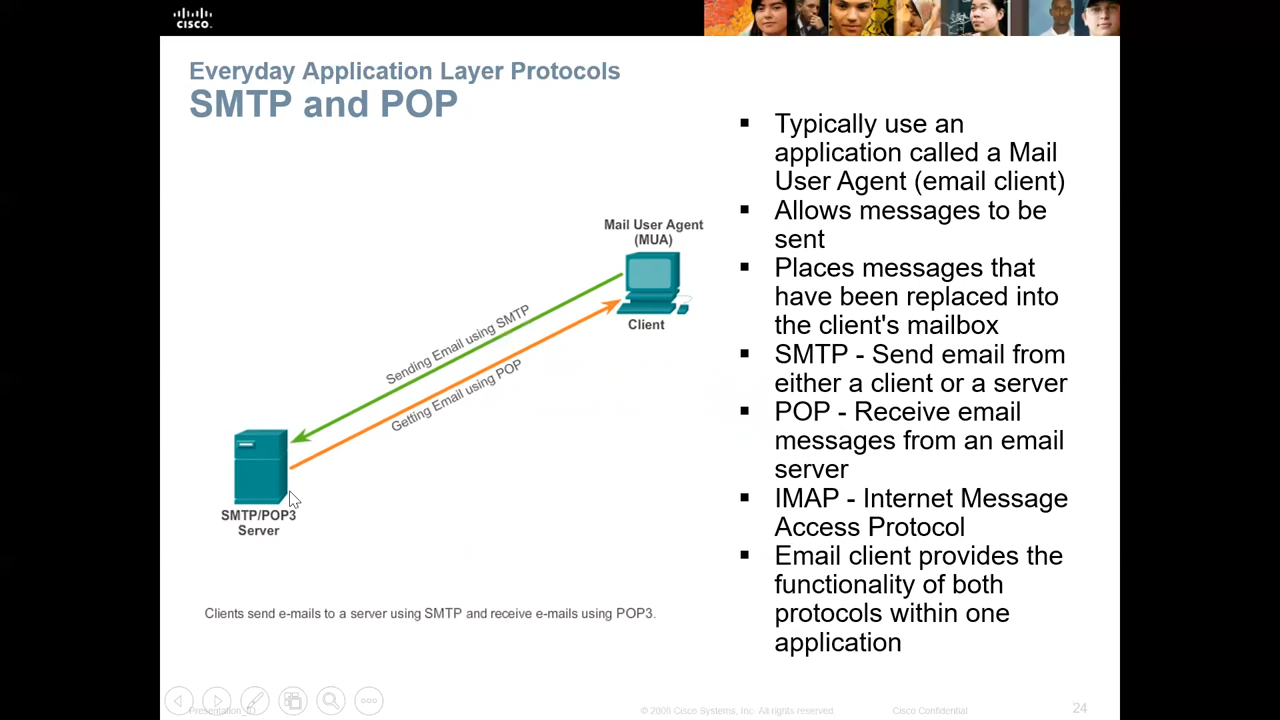 CISCO.
Everyday Application Layer Protocols
SMTP and POP
Mail User Agent
(MUA)
Client
Sending Email using SMTP
Getting Email using POP
SMTP/POP3
Server
Clients send e-mails to a server using SMTP and receive e-mails using POP3.
▪ Typically use an
application called a Mail
User Agent (email client)
▪ Allows messages to be
sent
▪ Places messages that
have been replaced into
the client's mailbox
▪ SMTP - Send email from
either a client or a server
▪ POP - Receive email
messages from an email
server
▪ IMAP - Internet Message
Access Protocol
▪ Email client provides the
functionality of both
protocols within one
application
© 2008 Cisco Systems, Inc. All rights reserved
Cisco Confidential
24